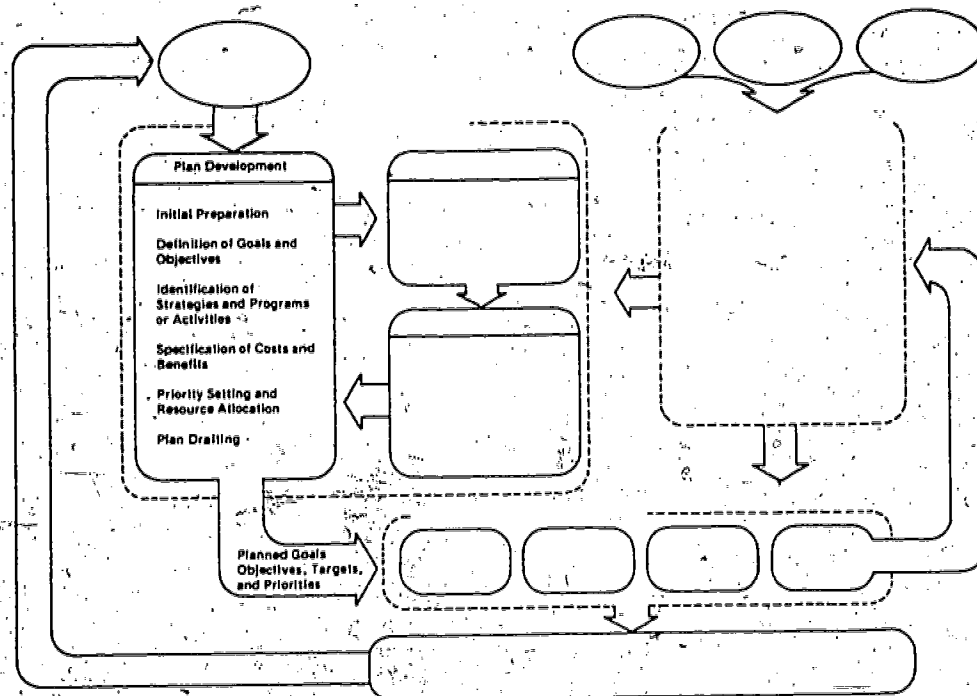 Plan Development
Initial Preparation
Definition of Goals and
Objectives
Identification of
Strategies and Programs
or Activities
Specification of Costs and
Benefits
Priority Setting and
Resource Allocation
Plan Drafting
Planned Goals
Objectives, Targets,
and Priorities